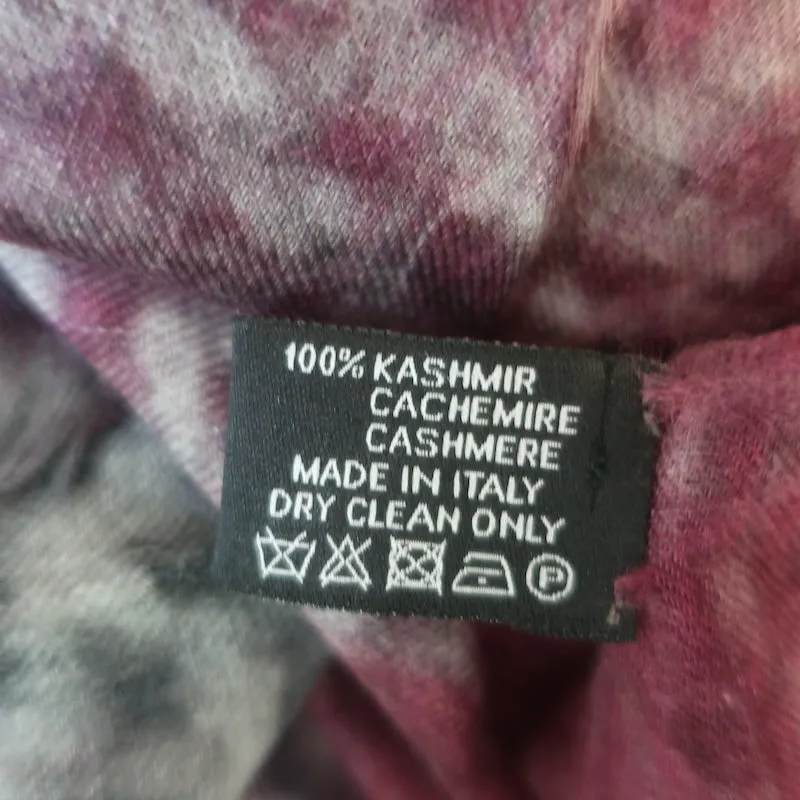 100% KASHMIR
CACHEMIRE
CASHMERE
MADE IN ITALY
DRY CLEAN ONLY
P